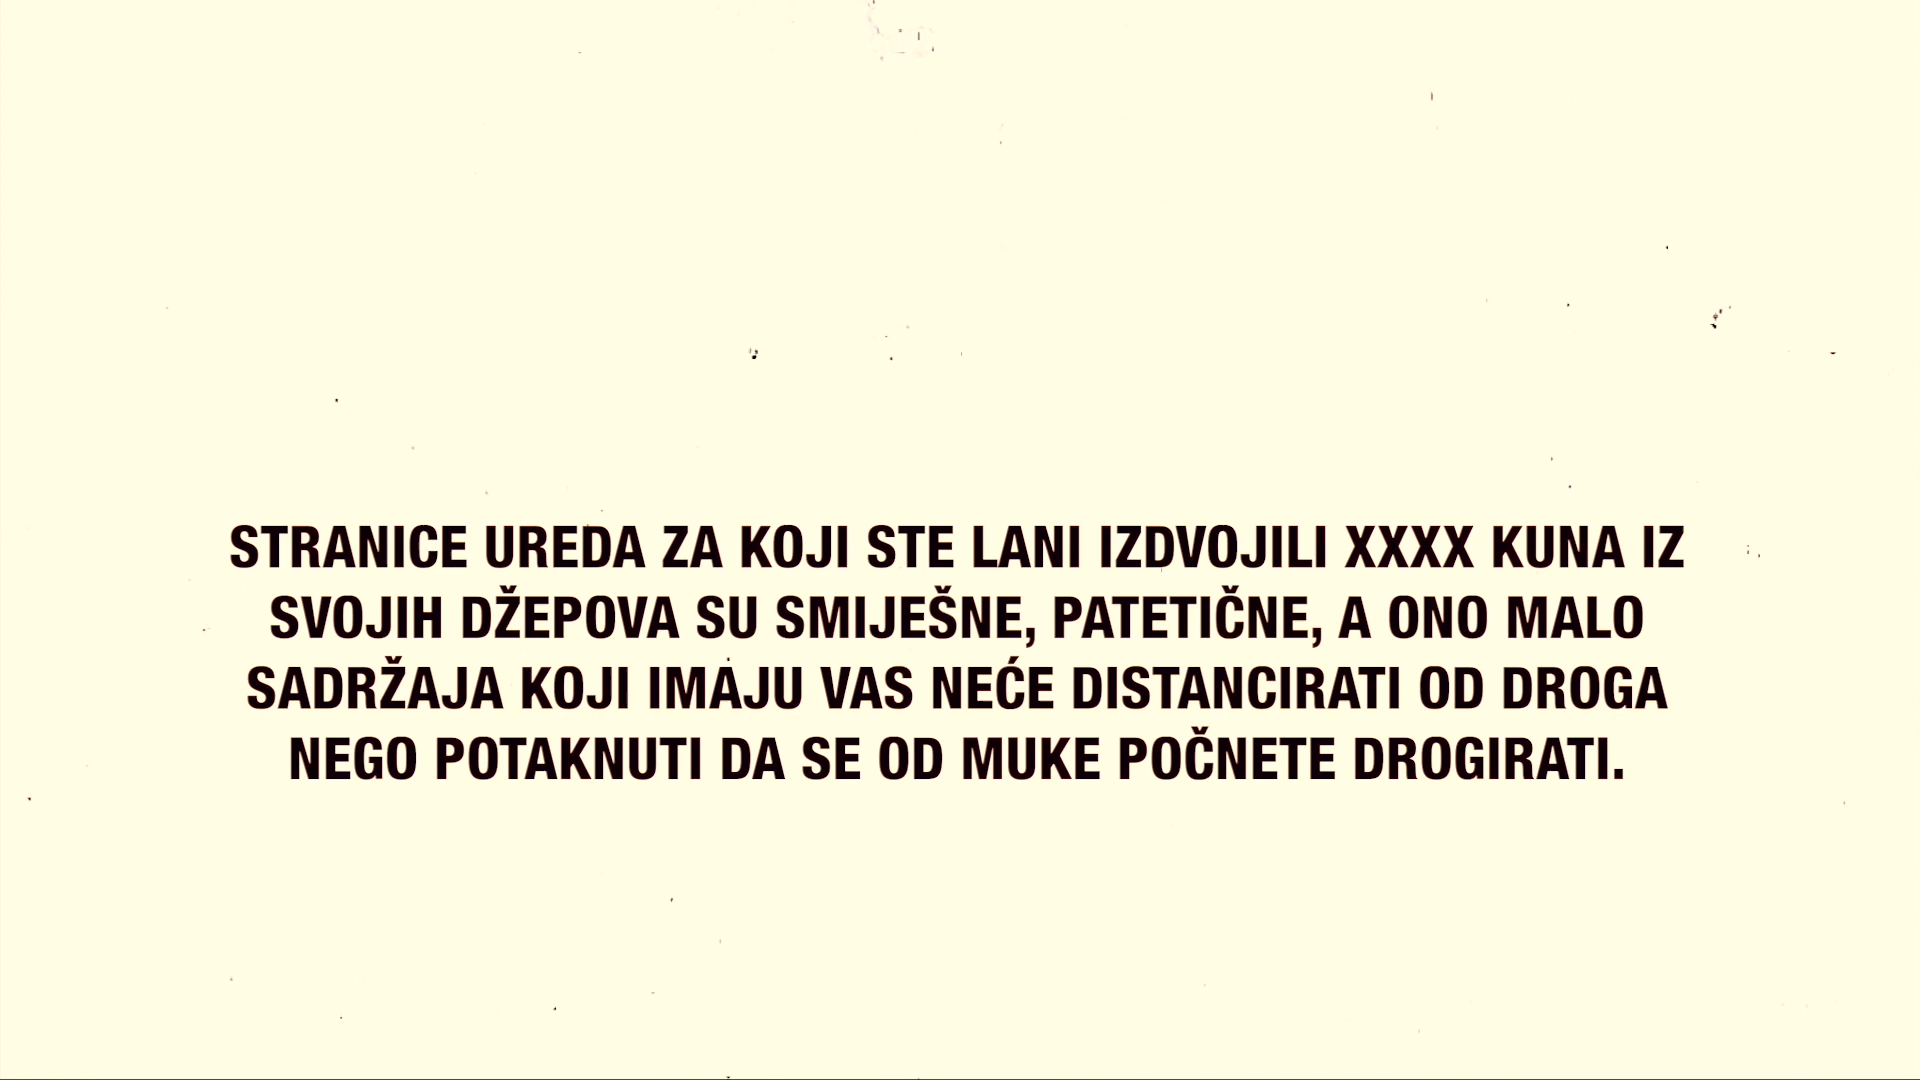 STRANICE UREDA ZA KOJI STE LANI IZDVOJILI XXXX KUNA IZ
SVOJIH DŽEPOVA SU SMIJEŠNE, PATETIČNE, A ONO MALO
SADRŽAJA KOJI IMAJU VAS NEĆE DISTANCIRATI OD DROGA
NEGO POTAKNUTI DA SE OD MUKE POČNETE DROGIRATI.